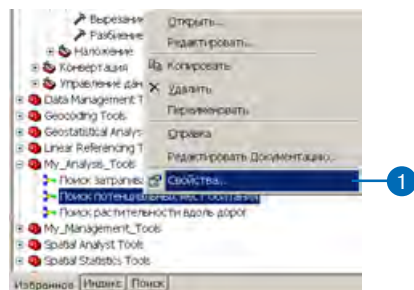 Вырезание
Разбиение
Наложение
Конвертация
Управление дан
Data Management T
Geocoding Tools
Geostatistical Analys
Linear Referencing T
My_Analysis_Tools
Поиск затрагива
Поиск потенциальных мест обитания
Поиск растительности вдоль дорог
My_Management_Tools
Spatial Analyst Tools
Spatial Statistics Tools
Избранное Индекс Поиск
Открыть...
Редактировать...
Копировать
Удалить
Переименовать
Справка
Редактировать Документацию...
Свойства...
1